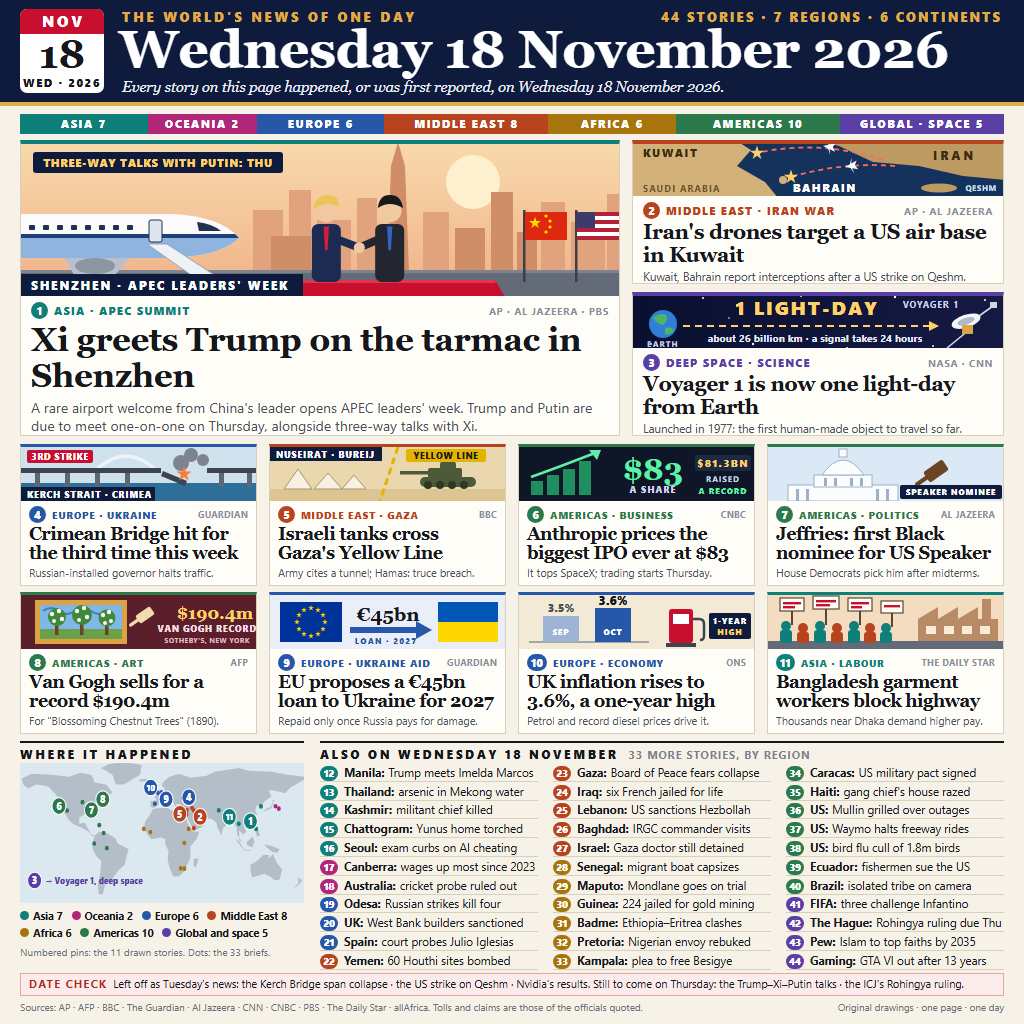 NOV
18
WED · 2026
THE WORLD'S NEWS OF ONE DAY
44 STORIES · 7 REGIONS · 6 CONTINENTS
Wednesday 18 November 2026
Every story on this page happened, or was first reported, on Wednesday 18 November 2026.
ASIA 7
OCEANIA 2
EUROPE 6
MIDDLE EAST 8
AFRICA 6
AMERICAS 10
GLOBAL · SPACE 5
THREE-WAY TALKS WITH PUTIN: THU
SHENZHEN · APEC LEADERS' WEEK
1 ASIA · APEC SUMMIT
AP · AL JAZEERA · PBS
Xi greets Trump on the tarmac in
Shenzhen
A rare airport welcome from China's leader opens APEC leaders' week. Trump and Putin are
due to meet one-on-one on Thursday, alongside three-way talks with Xi.
KUWAIT
IRAN
SAUDI ARABIA
BAHRAIN
QESHM
2 MIDDLE EAST · IRAN WAR
AP · AL JAZEERA
Iran's drones target a US air base
in Kuwait
Kuwait, Bahrain report interceptions after a US strike on Qeshm.
1 LIGHT-DAY
VOYAGER 1
EARTH
about 26 billion km · a signal takes 24 hours
3 DEEP SPACE · SCIENCE
NASA · CNN
Voyager 1 is now one light-day
from Earth
Launched in 1977: the first human-made object to travel so far.
3RD STRIKE
KERCH STRAIT · CRIMEA
4 EUROPE · UKRAINE
GUARDIAN
Crimean Bridge hit for
the third time this week
Russian-installed governor halts traffic.
NUSEIRAT · BUREIJ
YELLOW LINE
5 MIDDLE EAST · GAZA
BBC
Israeli tanks cross
Gaza's Yellow Line
Army cites a tunnel; Hamas: truce breach.
$83
A SHARE
$81.3BN
RAISED
A RECORD
6 AMERICAS · BUSINESS
CNBC
Anthropic prices the
biggest IPO ever at $83
It tops SpaceX; trading starts Thursday.
SPEAKER NOMINEE
7 AMERICAS · POLITICS
AL JAZEERA
Jeffries: first Black
nominee for US Speaker
House Democrats pick him after midterms.
$190.4m
VAN GOGH RECORD
SOTHEBY'S, NEW YORK
8 AMERICAS · ART
AFP
Van Gogh sells for a
record $190.4m
For "Blossoming Chestnut Trees" (1890).
€45bn
LOAN · 2027
9 EUROPE · UKRAINE AID
GUARDIAN
EU proposes a €45bn
loan to Ukraine for 2027
Repaid only once Russia pays for damage.
3.5%
SEP
3.6%
OCT
1-YEAR
HIGH
10 EUROPE · ECONOMY
ONS
UK inflation rises to
3.6%, a one-year high
Petrol and record diesel prices drive it.
11 ASIA · LABOUR
THE DAILY STAR
Bangladesh garment
workers block highway
Thousands near Dhaka demand higher pay.
WHERE IT HAPPENED
6
7
8
10
9
4
5
2
11
1
3 → Voyager 1, deep space
Asia 7
Oceania 2
Europe 6
Middle East 8
Africa 6
Americas 10
Global and space 5
Numbered pins: the 11 drawn stories. Dots: the 33 briefs.
ALSO ON WEDNESDAY 18 NOVEMBER
33 MORE STORIES, BY REGION
12 Manila: Trump meets Imelda Marcos
13 Thailand: arsenic in Mekong water
14 Kashmir: militant chief killed
15 Chattogram: Yunus home torched
16 Seoul: exam curbs on AI cheating
17 Canberra: wages up most since 2023
18 Australia: cricket probe ruled out
19 Odesa: Russian strikes kill four
20 UK: West Bank builders sanctioned
21 Spain: court probes Julio Iglesias
22 Yemen: 60 Houthi sites bombed
23 Gaza: Board of Peace fears collapse
24 Iraq: six French jailed for life
25 Lebanon: US sanctions Hezbollah
26 Baghdad: IRGC commander visits
27 Israel: Gaza doctor still detained
28 Senegal: migrant boat capsizes
29 Maputo: Mondlane goes on trial
30 Guinea: 224 jailed for gold mining
31 Badme: Ethiopia–Eritrea clashes
32 Pretoria: Nigerian envoy rebuked
33 Kampala: plea to free Besigye
34 Caracas: US military pact signed
35 Haiti: gang chief's house razed
36 US: Mullin grilled over outages
37 US: Waymo halts freeway rides
38 US: bird flu cull of 1.8m birds
39 Ecuador: fishermen sue the US
40 Brazil: isolated tribe on camera
41 FIFA: three challenge Infantino
42 The Hague: Rohingya ruling due Thu
43 Pew: Islam to top faiths by 2035
44 Gaming: GTA VI out after 13 years
DATE CHECK Left off as Tuesday's news: the Kerch Bridge span collapse · the US strike on Qeshm · Nvidia's results. Still to come on Thursday: the Trump–Xi–Putin talks · the ICJ's Rohingya ruling.
Sources: AP · AFP · BBC · The Guardian · Al Jazeera · CNN · CNBC · PBS · The Daily Star · allAfrica. Tolls and claims are those of the officials quoted.
Original drawings · one page · one day